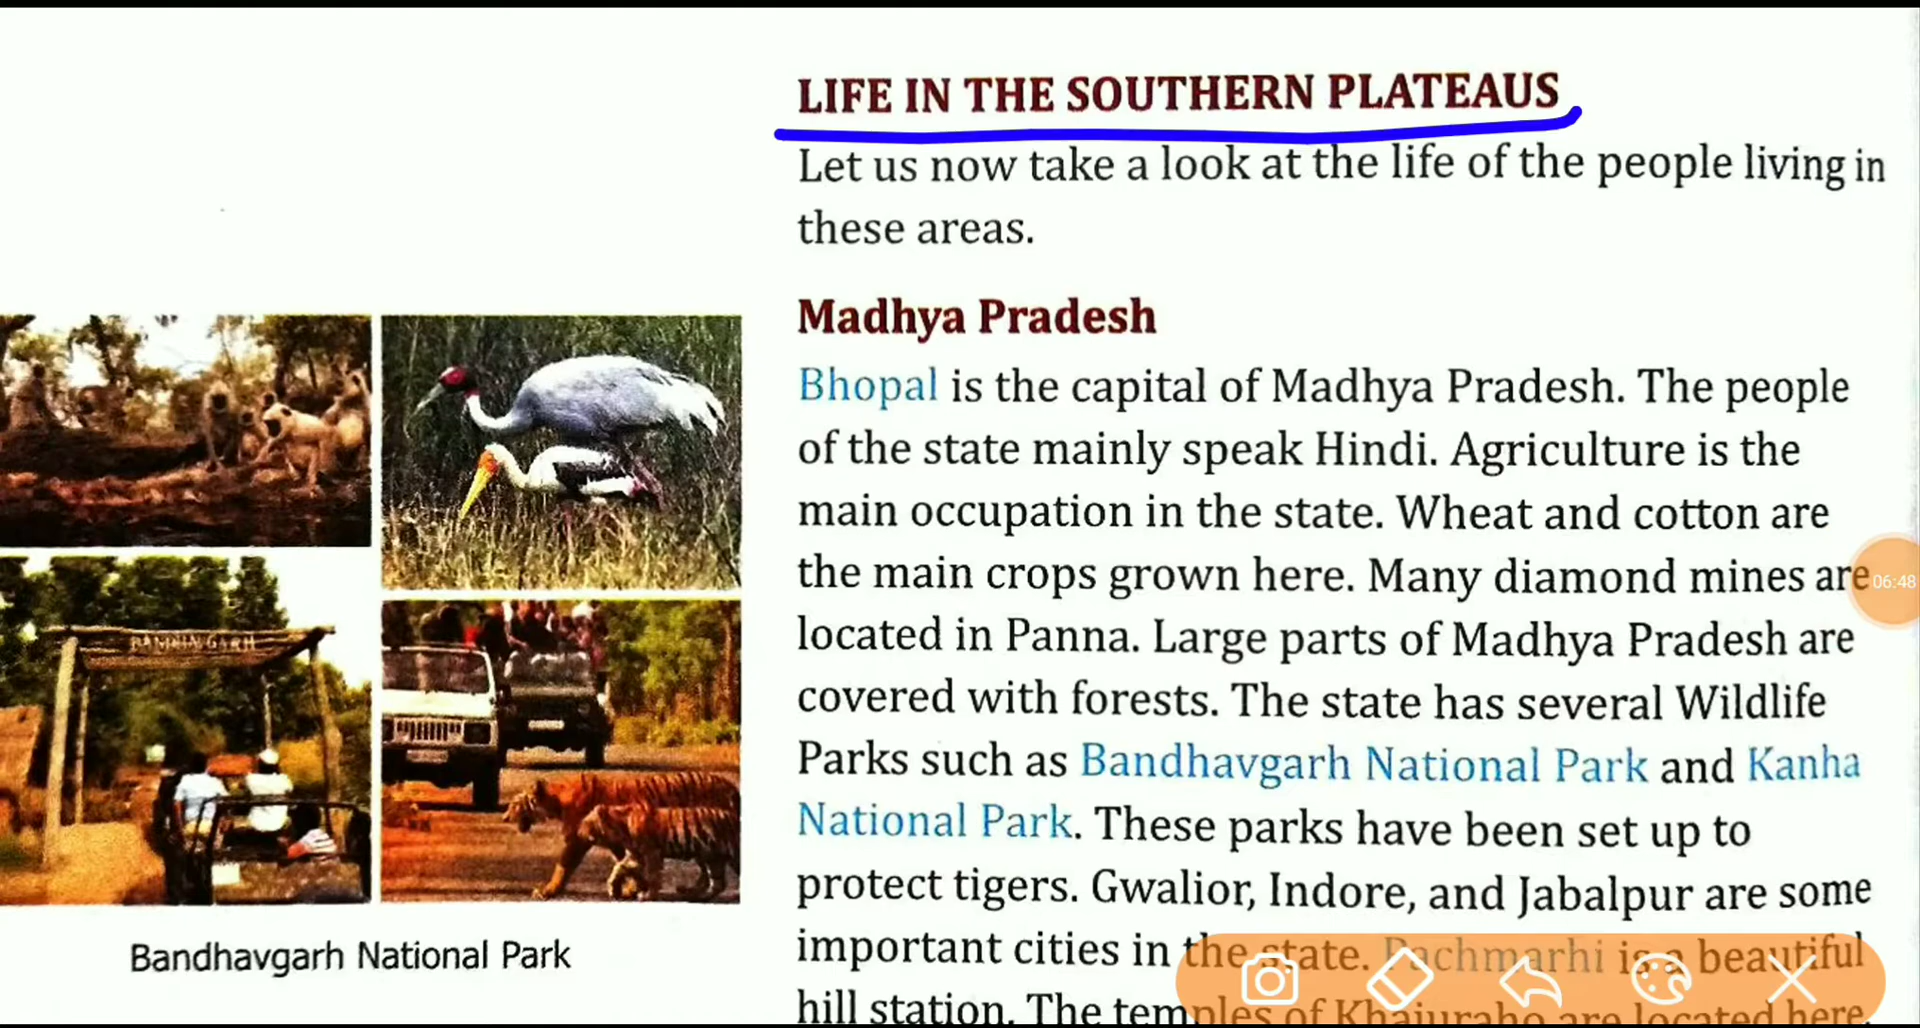 LIFE IN THE SOUTHERN PLATEAUS
Let us now take a look at the life of the people living in
these areas.
Madhya Pradesh
Bhopal is the capital of Madhya Pradesh. The people
of the state mainly speak Hindi. Agriculture is the
main occupation in the state. Wheat and cotton are
the main crops grown here. Many diamond mines are
located in Panna. Large parts of Madhya Pradesh are
covered with forests. The state has several Wildlife
Parks such as Bandhavgarh National Park and Kanha
National Park. These parks have been set up to
protect tigers. Gwalior, Indore, and Jabalpur are some
important cities in the state. Pachmarhi is a beautiful
hill station. The temples of Khajuraho are located here.
Bandhavgarh National Park
06:48